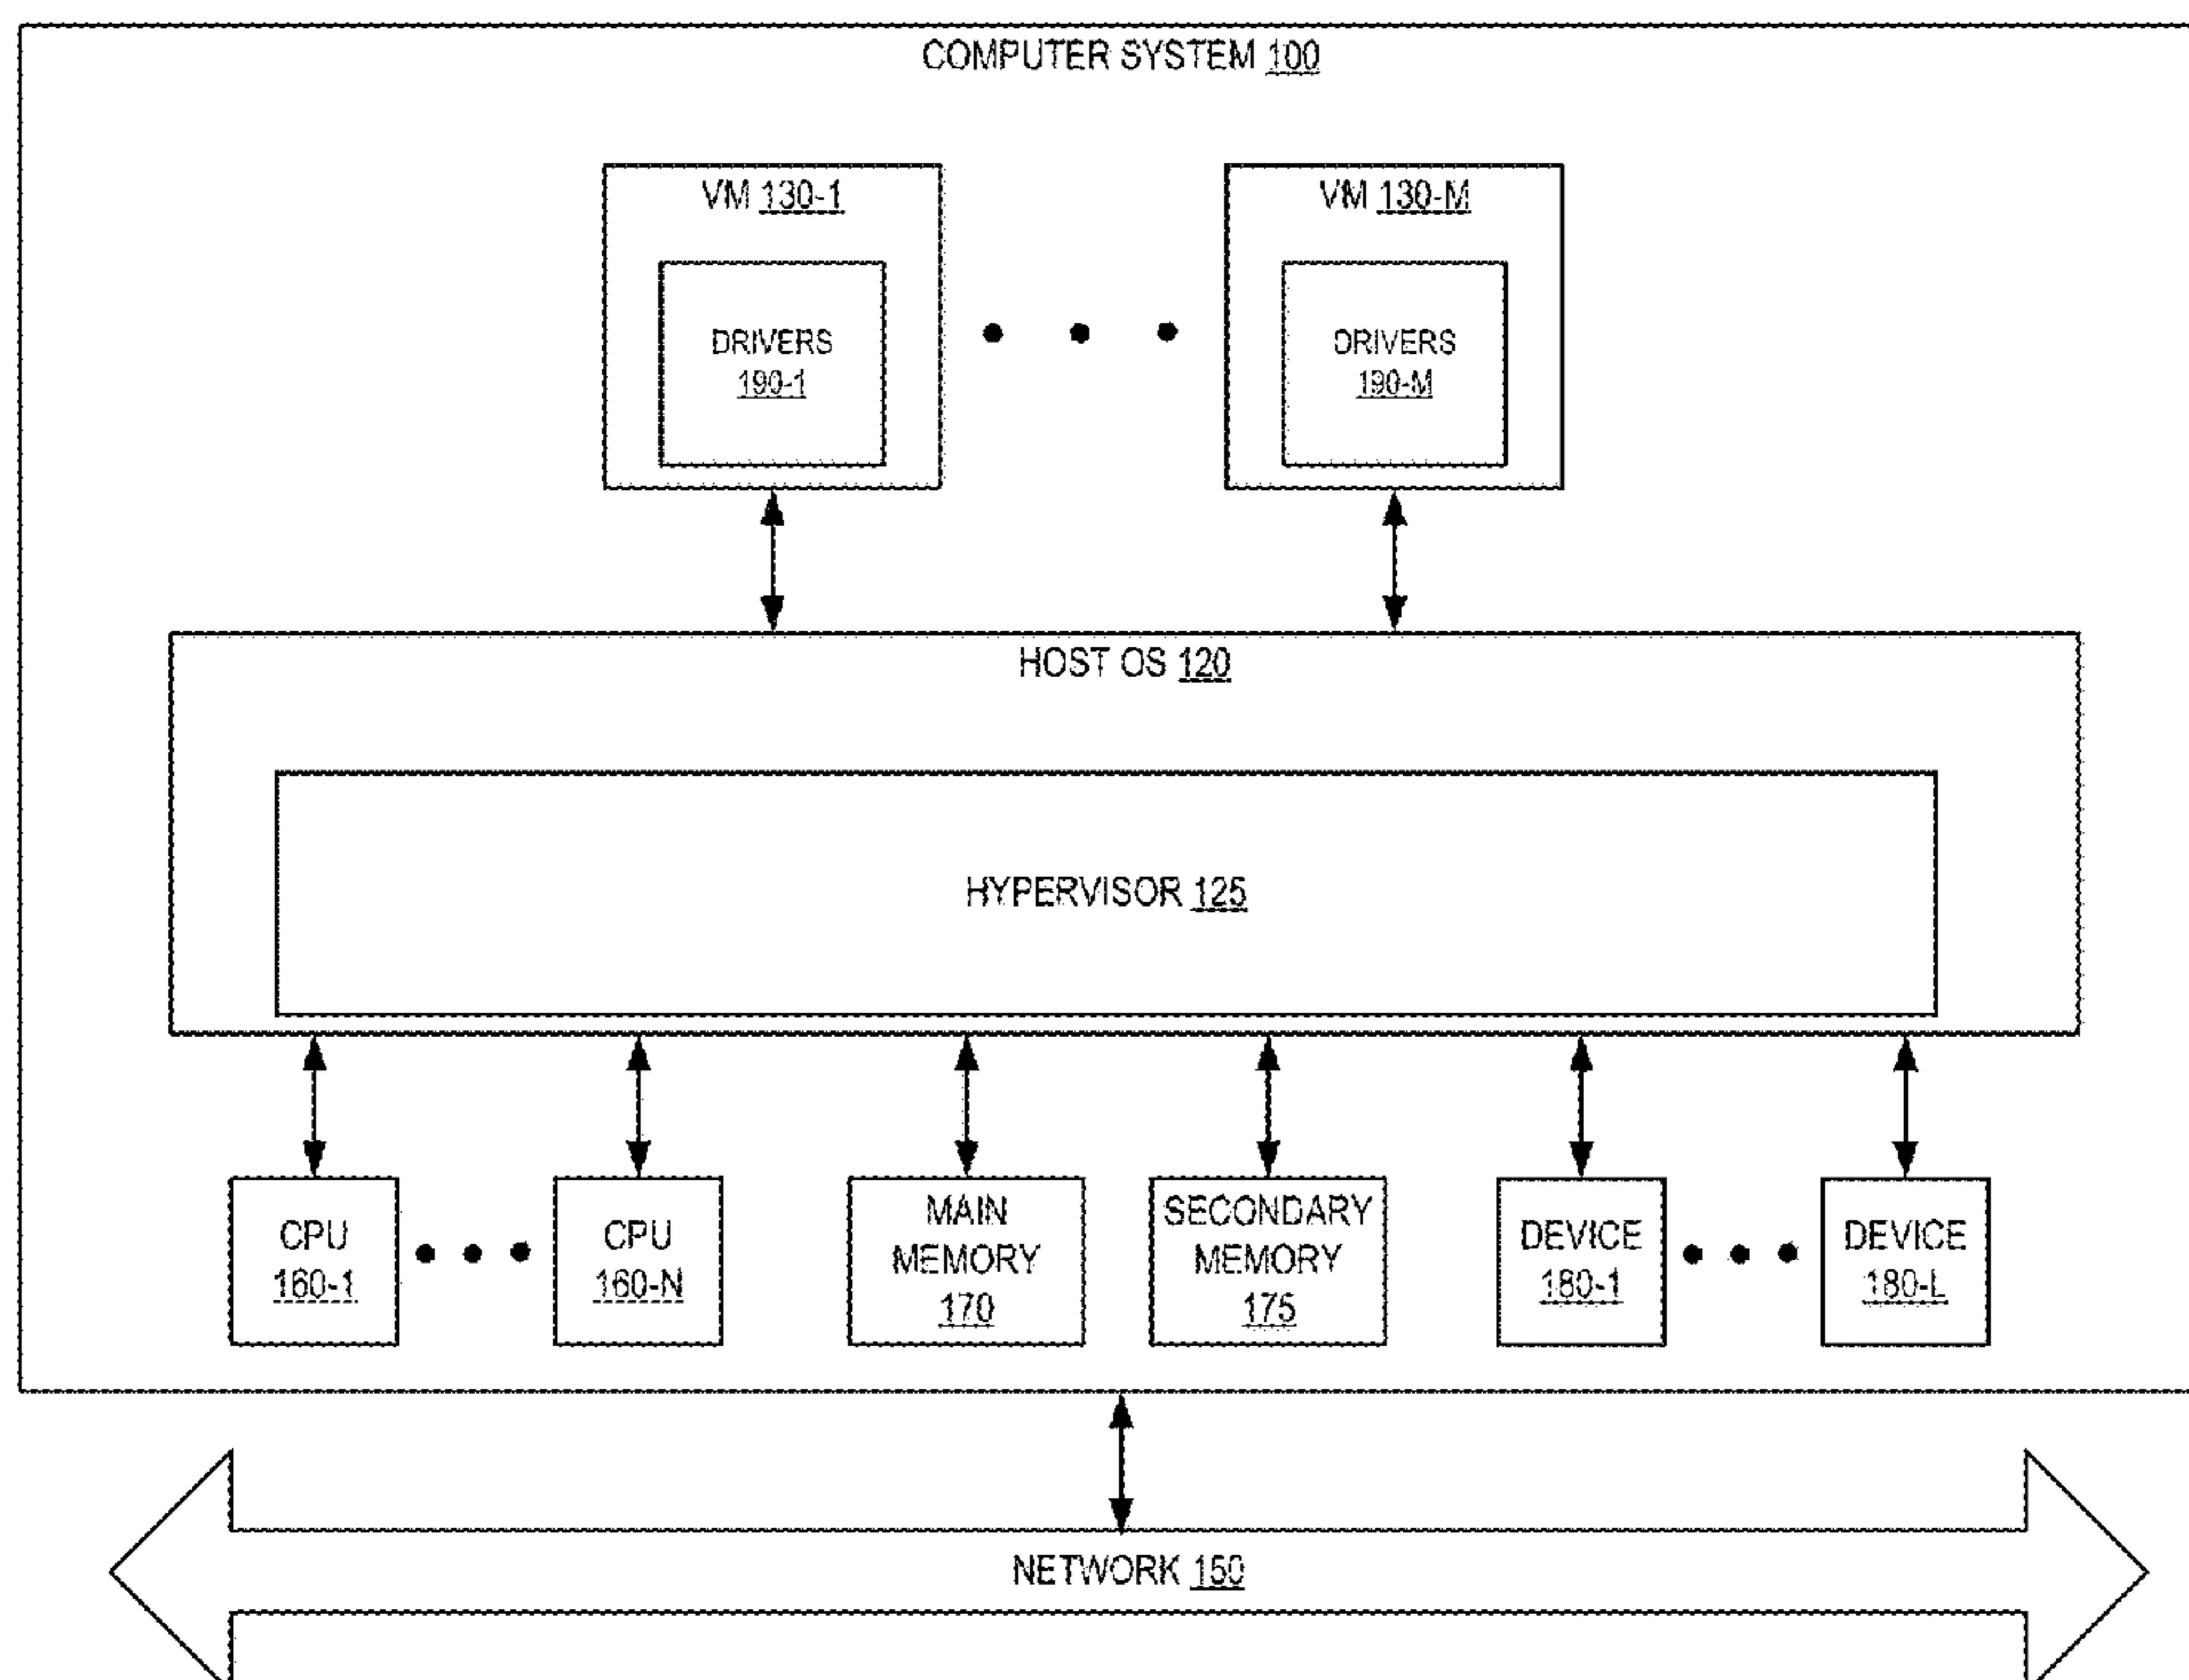 COMPUTER SYSTEM 100
VM 130-1
VM 130-M
DRIVERS
190-1
DRIVERS
190-M
HOST OS 120
HYPERVISOR 125
CPU
160-1
CPU
160-N
MAIN
MEMORY
170
SECONDARY
MEMORY
175
DEVICE
180-1
DEVICE
180-L
NETWORK 150